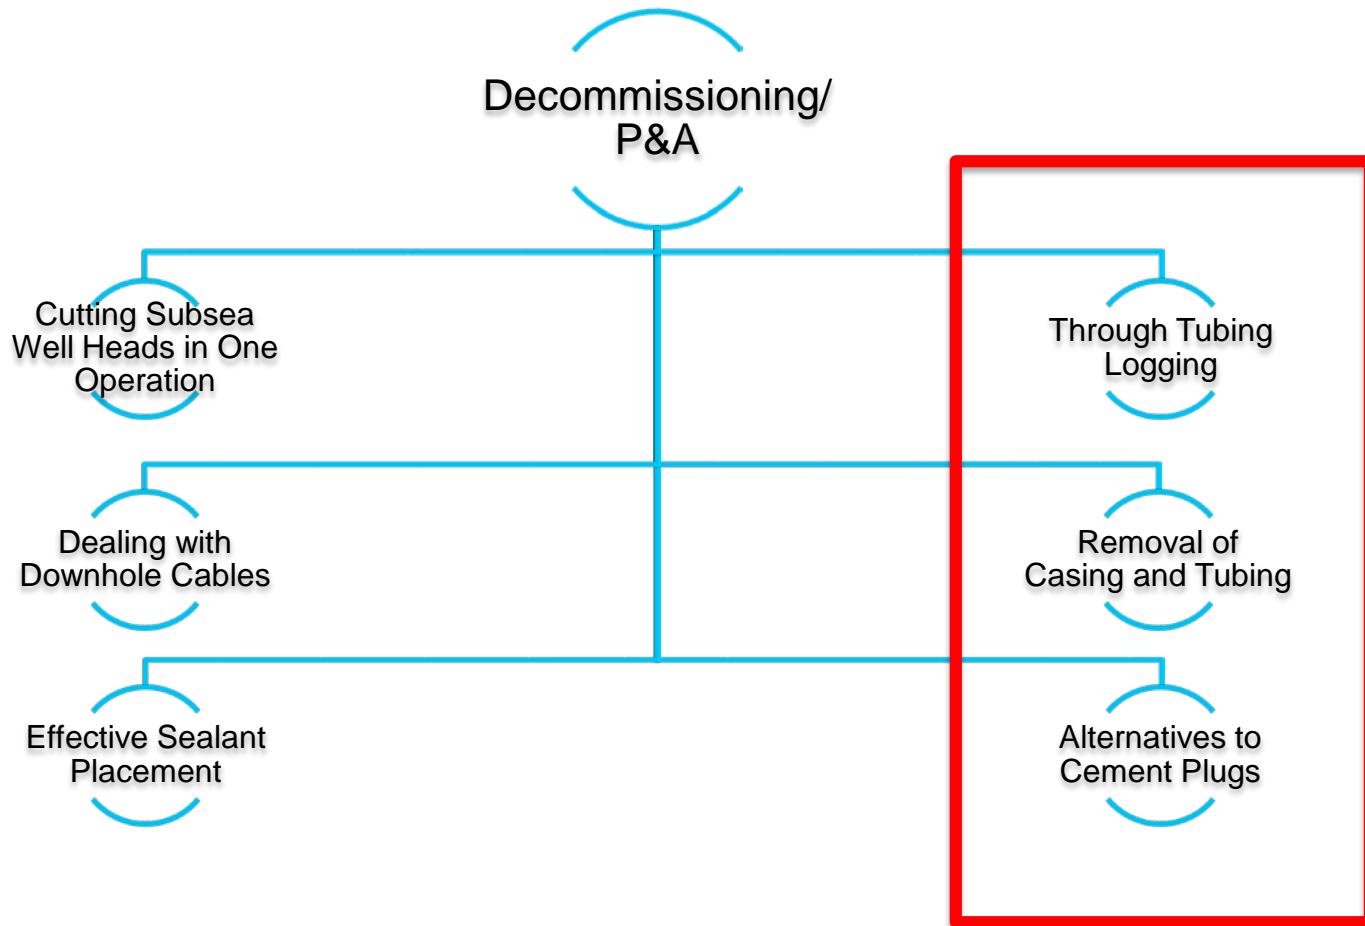 Decommissioning/
P&A
Cutting Subsea
Well Heads in One
Operation
Through Tubing
Logging
Dealing with
Downhole Cables
Removal of
Casing and Tubing
Effective Sealant
Placement
Alternatives to
Cement Plugs